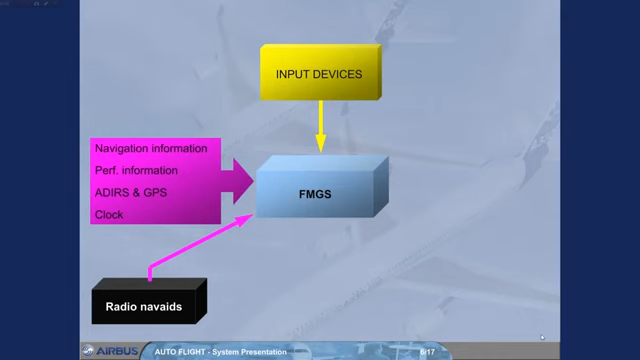 INPUT DEVICES
Navigation information
Perf. information
ADIRS & GPS
Clock
FMGS
Radio navaids
AIRBUS
AUTO FLIGHT - System Presentation
6/17